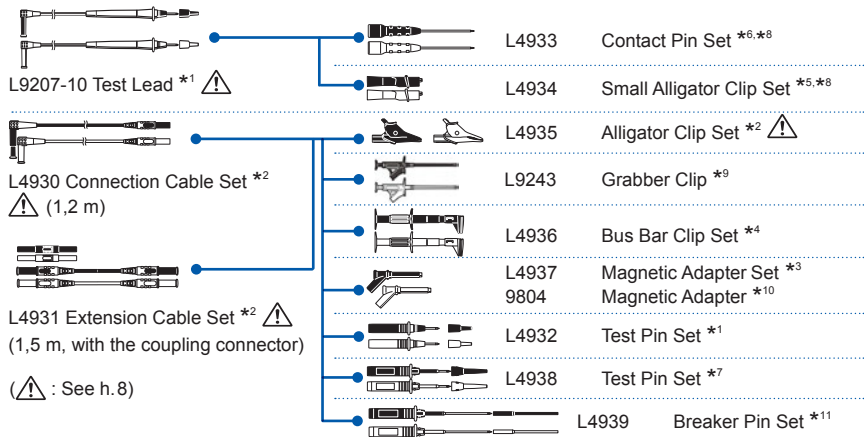 L9207-10 Test Lead *1 ⚠
L4933 Contact Pin Set *6,*8
L4934 Small Alligator Clip Set *5,*8
L4930 Connection Cable Set *2
⚠ (1,2 m)
L4931 Extension Cable Set *2 ⚠
(1,5 m, with the coupling connector)
(⚠ : See h. 8)
L4935 Alligator Clip Set *2 ⚠
L9243 Grabber Clip *9
L4936 Bus Bar Clip Set *4
L4937 Magnetic Adapter Set *3
9804 Magnetic Adapter *10
L4932 Test Pin Set *1
L4938 Test Pin Set *7
L4939 Breaker Pin Set *11